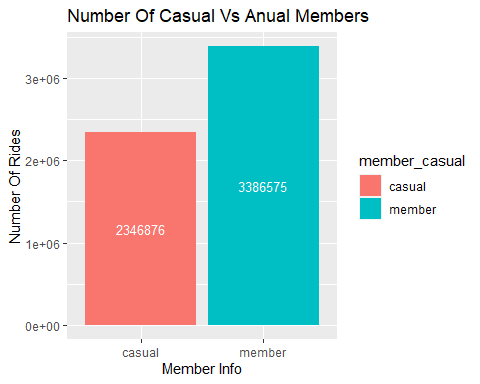 Number Of Casual Vs Anual Members
Number Of Rides
3e+06
2e+06
1e+06
0e+00
2346876
3386575
casual
member
Member Info
member_casual
casual
member